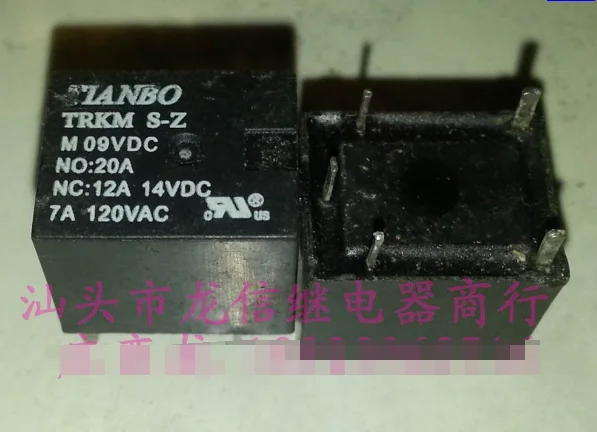 TIANBO
TRKM S-Z
M 09VDC
NO:20A
NC:12A 14VDC
7A 120VAC
c US
汕头市龙信继电器商行